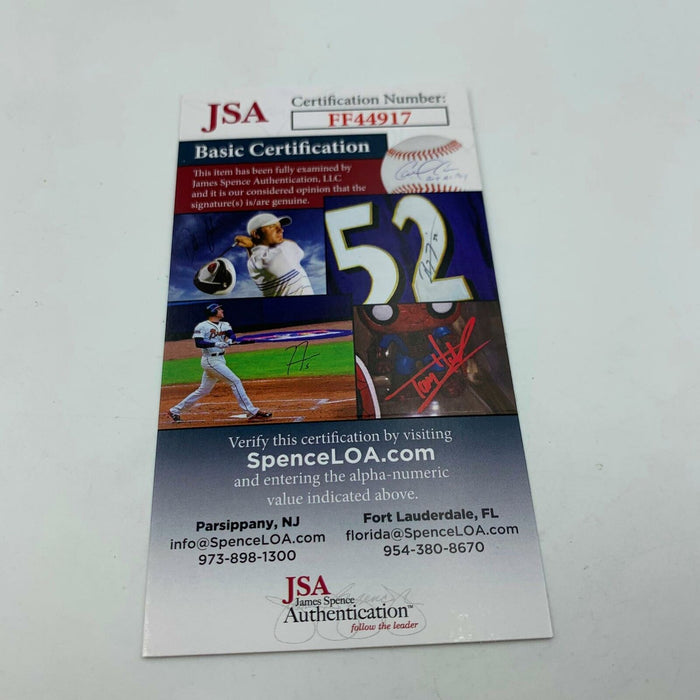 JSA
Certification Number:
FF44917
Basic Certification
This item has been fully examined by
James Spence Authentication, LLC
and it is our considered opinion that the
signature(s) is/are genuine.
52
Verify this certification by visiting
SpenceLOA.com
and entering the alpha-numeric
value indicated above.
Parsippany, NJ
info@SpenceLOA.com
973-898-1300
Fort Lauderdale, FL
florida@SpenceLOA.com
954-380-8670
JSA
James Spence
Authentication™
follow the leader